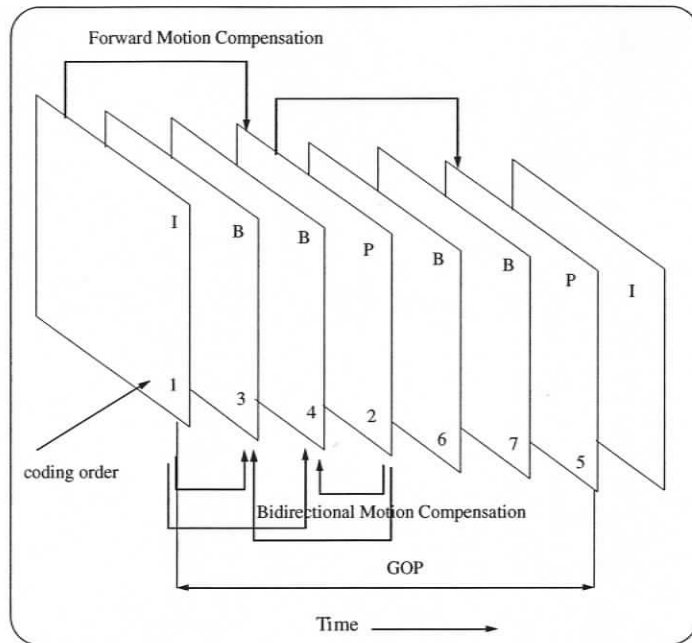 Forward Motion Compensation
I
B
B
P
B
B
P
I
1
3
4
2
6
7
5
coding order
Bidirectional Motion Compensation
GOP
Time